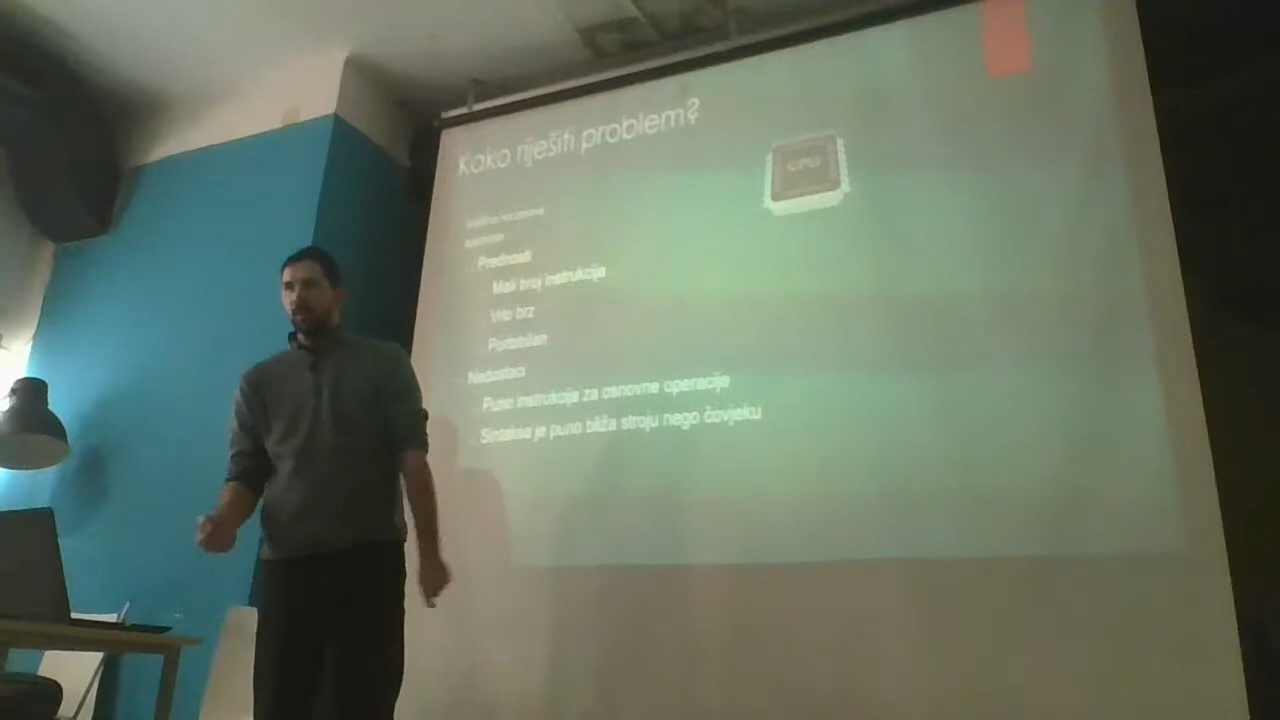 Kako riješiti problem?
CPU
Prednosti
Mali broj instrukcija
Vrlo brz
Portabilan
Nedostaci
Puno instrukcija za osnovne operacije
Sintaksa je puno bliža stroju nego čovjeku